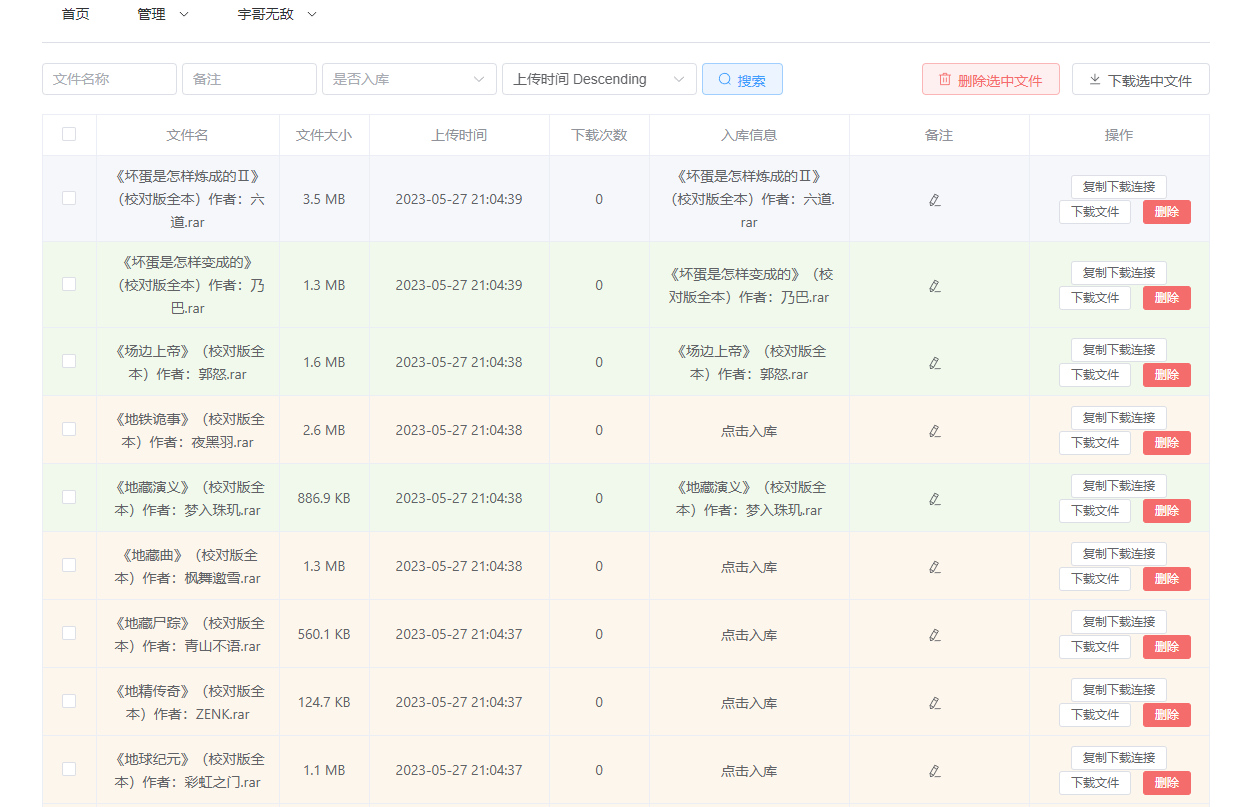 首页 管理 宇哥无敌
文件名称 备注 是否入库 上传时间 Descending 搜索 删除选中文件 下载选中文件
文件名 文件大小 上传时间 下载次数 入库信息 备注 操作
《坏蛋是怎样炼成的Ⅱ》
（校对版全本）作者：六
道.rar
3.5 MB
2023-05-27 21:04:39
0
《坏蛋是怎样炼成的Ⅱ》
（校对版全本）作者：六道.
rar
复制下载连接
下载文件 删除
《坏蛋是怎样变成的》
（校对版全本）作者：乃
巴.rar
1.3 MB
2023-05-27 21:04:39
0
《坏蛋是怎样变成的》（校
对版全本）作者：乃巴.rar
复制下载连接
下载文件 删除
《场边上帝》（校对版全
本）作者：郭怒.rar
1.6 MB
2023-05-27 21:04:38
0
《场边上帝》（校对版全
本）作者：郭怒.rar
复制下载连接
下载文件 删除
《地铁诡事》（校对版全
本）作者：夜黑羽.rar
2.6 MB
2023-05-27 21:04:38
0
点击入库
复制下载连接
下载文件 删除
《地藏演义》（校对版全
本）作者：梦入珠玑.rar
886.9 KB
2023-05-27 21:04:38
0
《地藏演义》（校对版全
本）作者：梦入珠玑.rar
复制下载连接
下载文件 删除
《地藏曲》（校对版全
本）作者：枫舞邀雪.rar
1.3 MB
2023-05-27 21:04:38
0
点击入库
复制下载连接
下载文件 删除
《地藏尸踪》（校对版全
本）作者：青山不语.rar
560.1 KB
2023-05-27 21:04:37
0
点击入库
复制下载连接
下载文件 删除
《地精传奇》（校对版全
本）作者：ZENK.rar
124.7 KB
2023-05-27 21:04:37
0
点击入库
复制下载连接
下载文件 删除
《地球纪元》（校对版全
本）作者：彩虹之门.rar
1.1 MB
2023-05-27 21:04:37
0
点击入库
复制下载连接
下载文件 删除